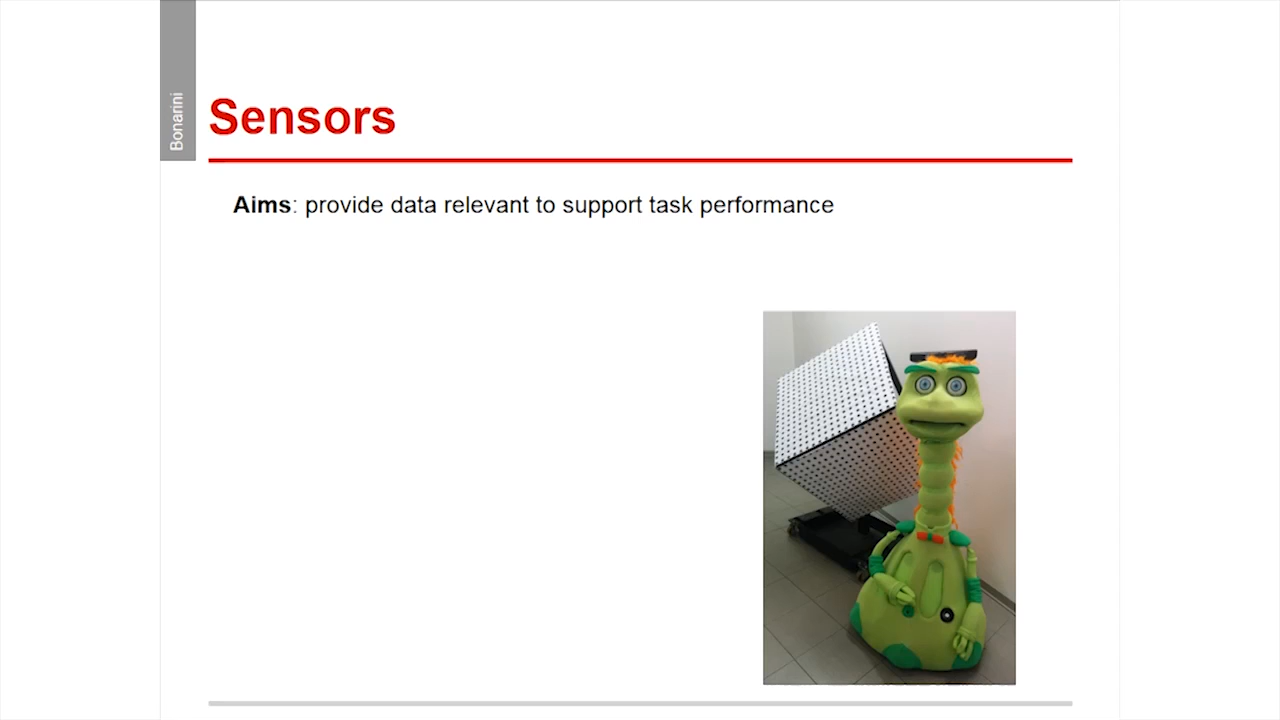 Bonarini
Sensors
Aims: provide data relevant to support task performance